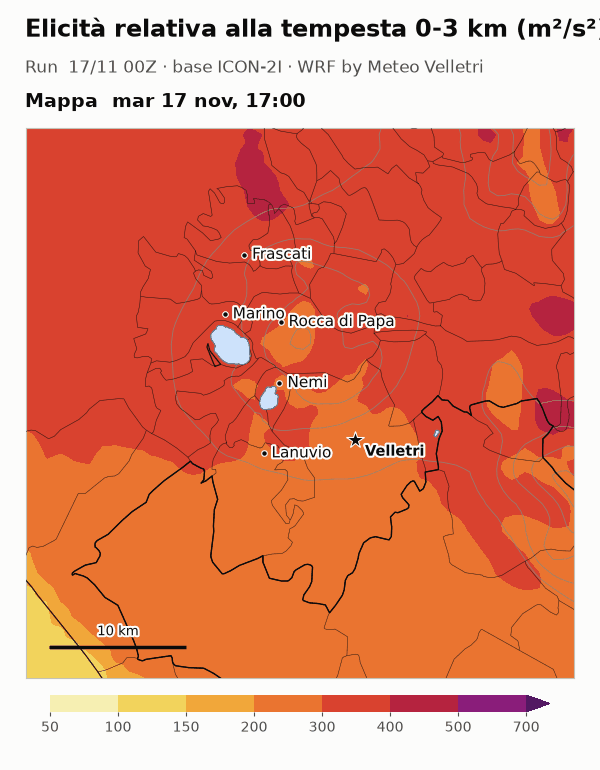 Elicità relativa alla tempesta 0-3 km (m²/s²)
Run  17/11 00Z · base ICON-2I · WRF by Meteo Velletri
Mappa  mar 17 nov, 17:00
Frascati
Marino
Rocca di Papa
Nemi
Velletri
Lanuvio
10 km
50 100 150 200 300 400 500 700